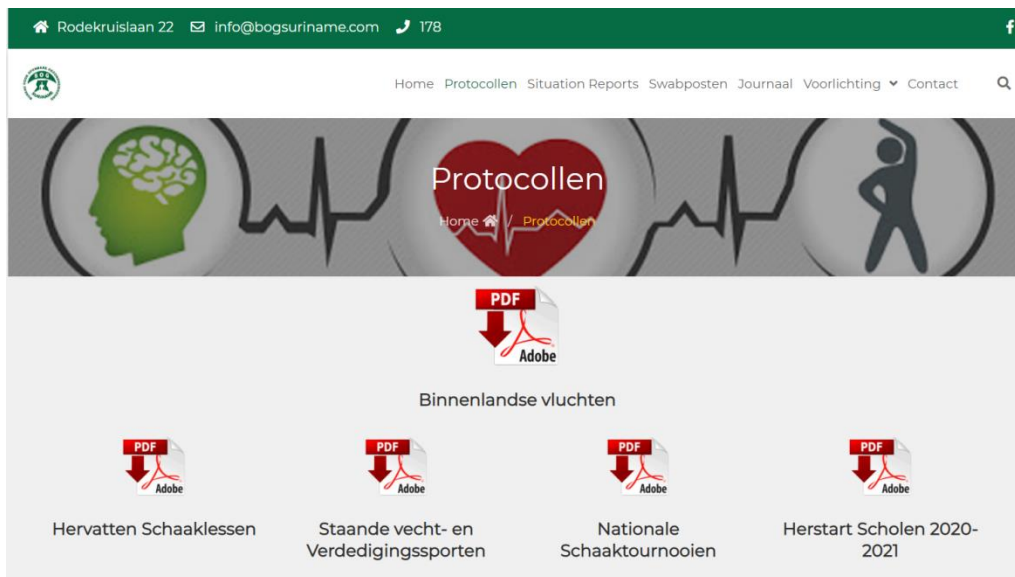 Rodekruislaan 22 info@bogsuriname.com 178
B.O.G.
Home Protocollen Situation Reports Swabposten Journaal Voorlichting Contact
Protocollen
Home / Protocollen
PDF
Adobe
Binnenlandse vluchten
PDF PDF PDF PDF
Adobe Adobe Adobe Adobe
Hervatten Schaaklessen
Staande vecht- en
Verdedigingssporten
Nationale
Schaaktournooien
Herstart Scholen 2020-
2021